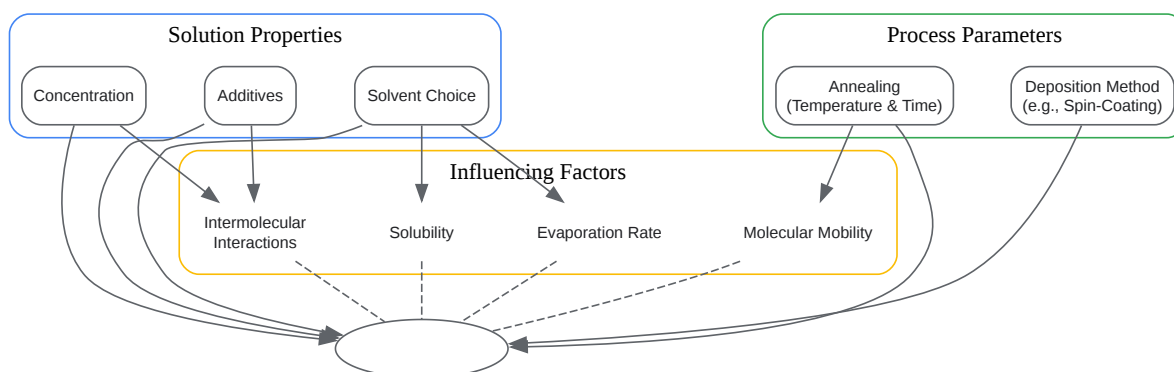 Solution Properties
Process Parameters
Concentration
Additives
Solvent Choice
Annealing
(Temperature & Time)
Deposition Method
(e.g., Spin-Coating)
Influencing Factors
Intermolecular
Interactions
Solubility
Evaporation Rate
Molecular Mobility